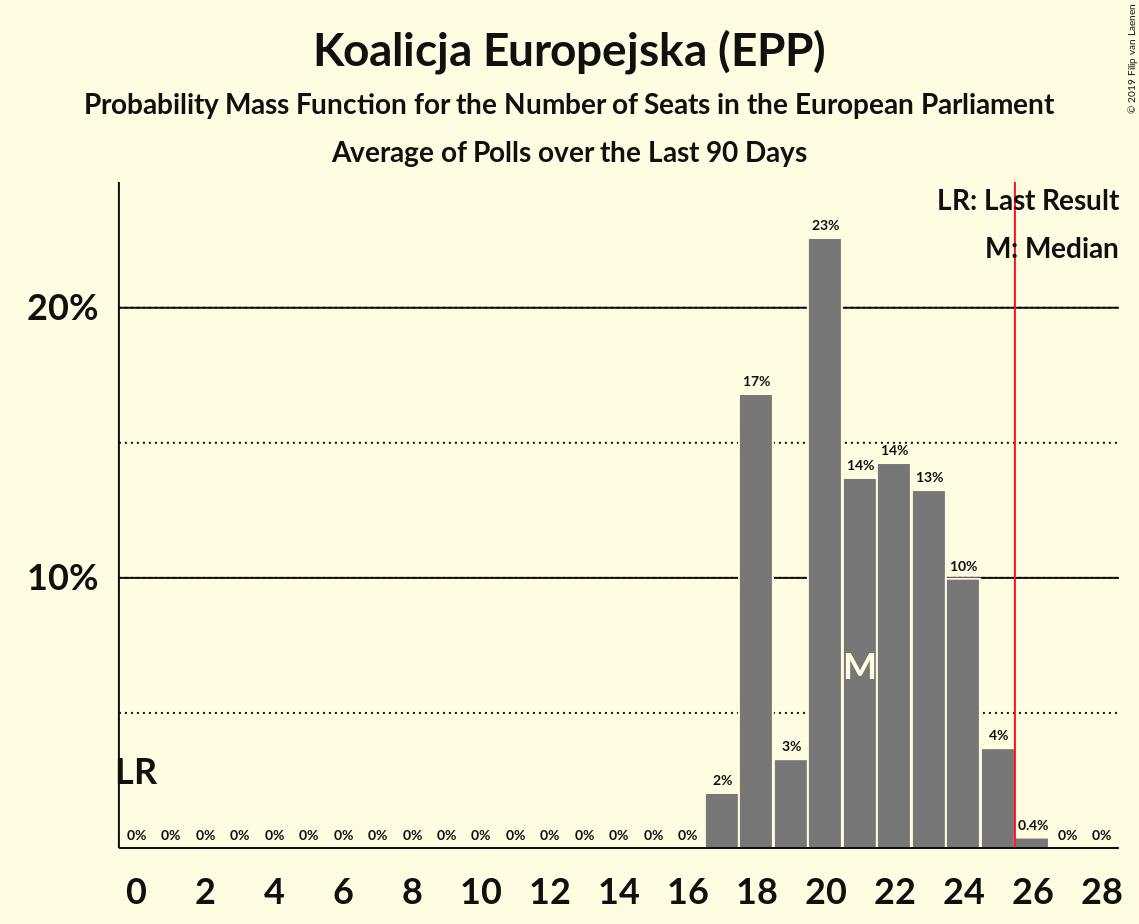 Koalicja Europejska (EPP)
Probability Mass Function for the Number of Seats in the European Parliament
Average of Polls over the Last 90 Days
© 2019 Filip van Laenen
LR: Last Result
M: Median
23%
20%
17%
14%
14%
13%
10%
10%
M
LR
2%
3%
4%
0% 0% 0% 0% 0% 0% 0% 0% 0% 0% 0% 0% 0% 0% 0% 0% 0% 0.4% 0% 0%
0 2 4 6 8 10 12 14 16 18 20 22 24 26 28